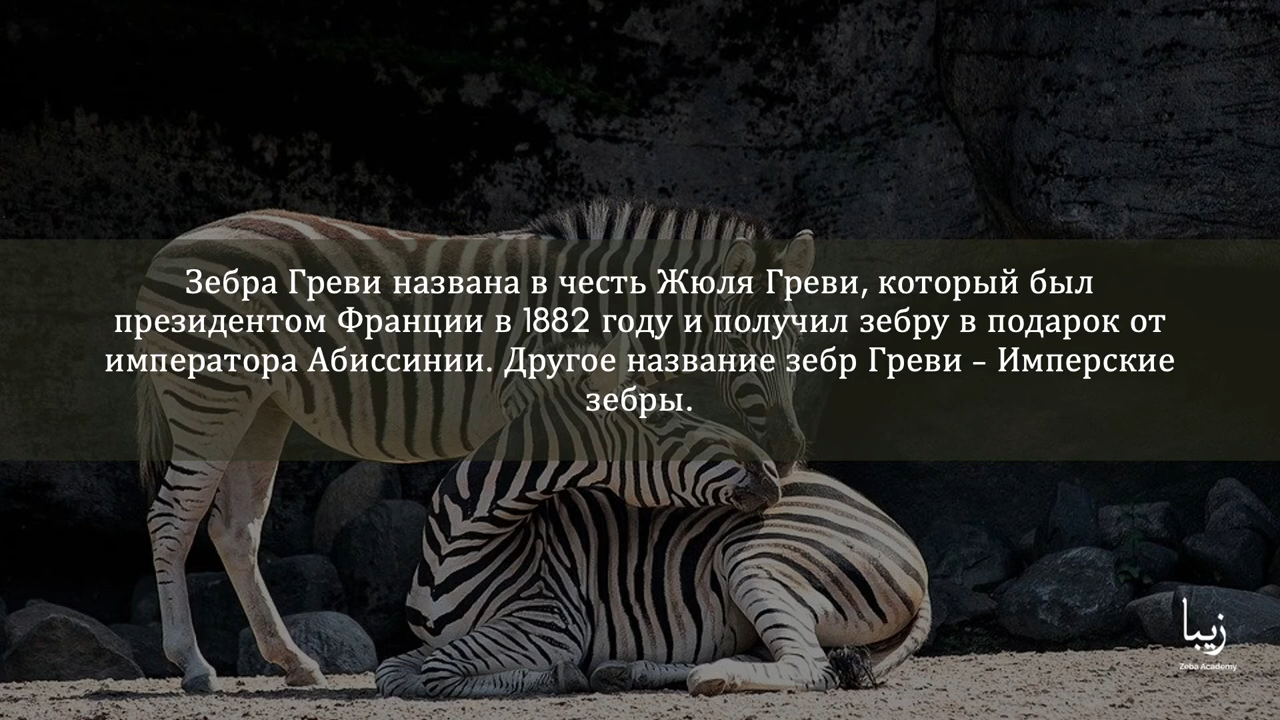 Зебра Греви названа в честь Жюля Греви, который был
президентом Франции в 1882 году и получил зебру в подарок от
императора Абиссинии. Другое название зебр Греви – Имперские
зебры.
زیبا
Zeba Academy